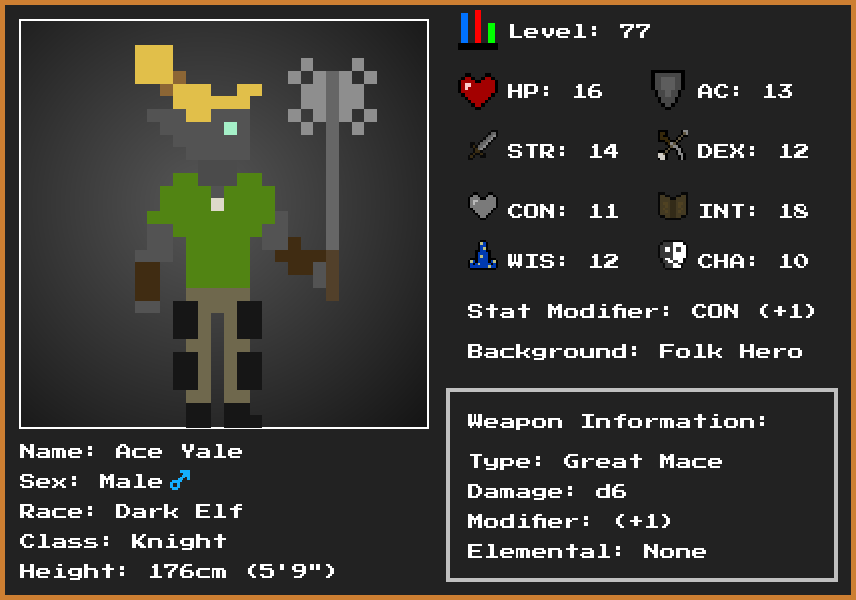 Level: 77
HP: 16 AC: 13
STR: 14 DEX: 12
CON: 11 INT: 18
WIS: 12 CHA: 10
Stat Modifier: CON (+1)
Background: Folk Hero
Weapon Information:
Type: Great Mace
Damage: d6
Modifier: (+1)
Elemental: None
Name: Ace Yale
Sex: Male♂
Race: Dark Elf
Class: Knight
Height: 176cm (5'9")